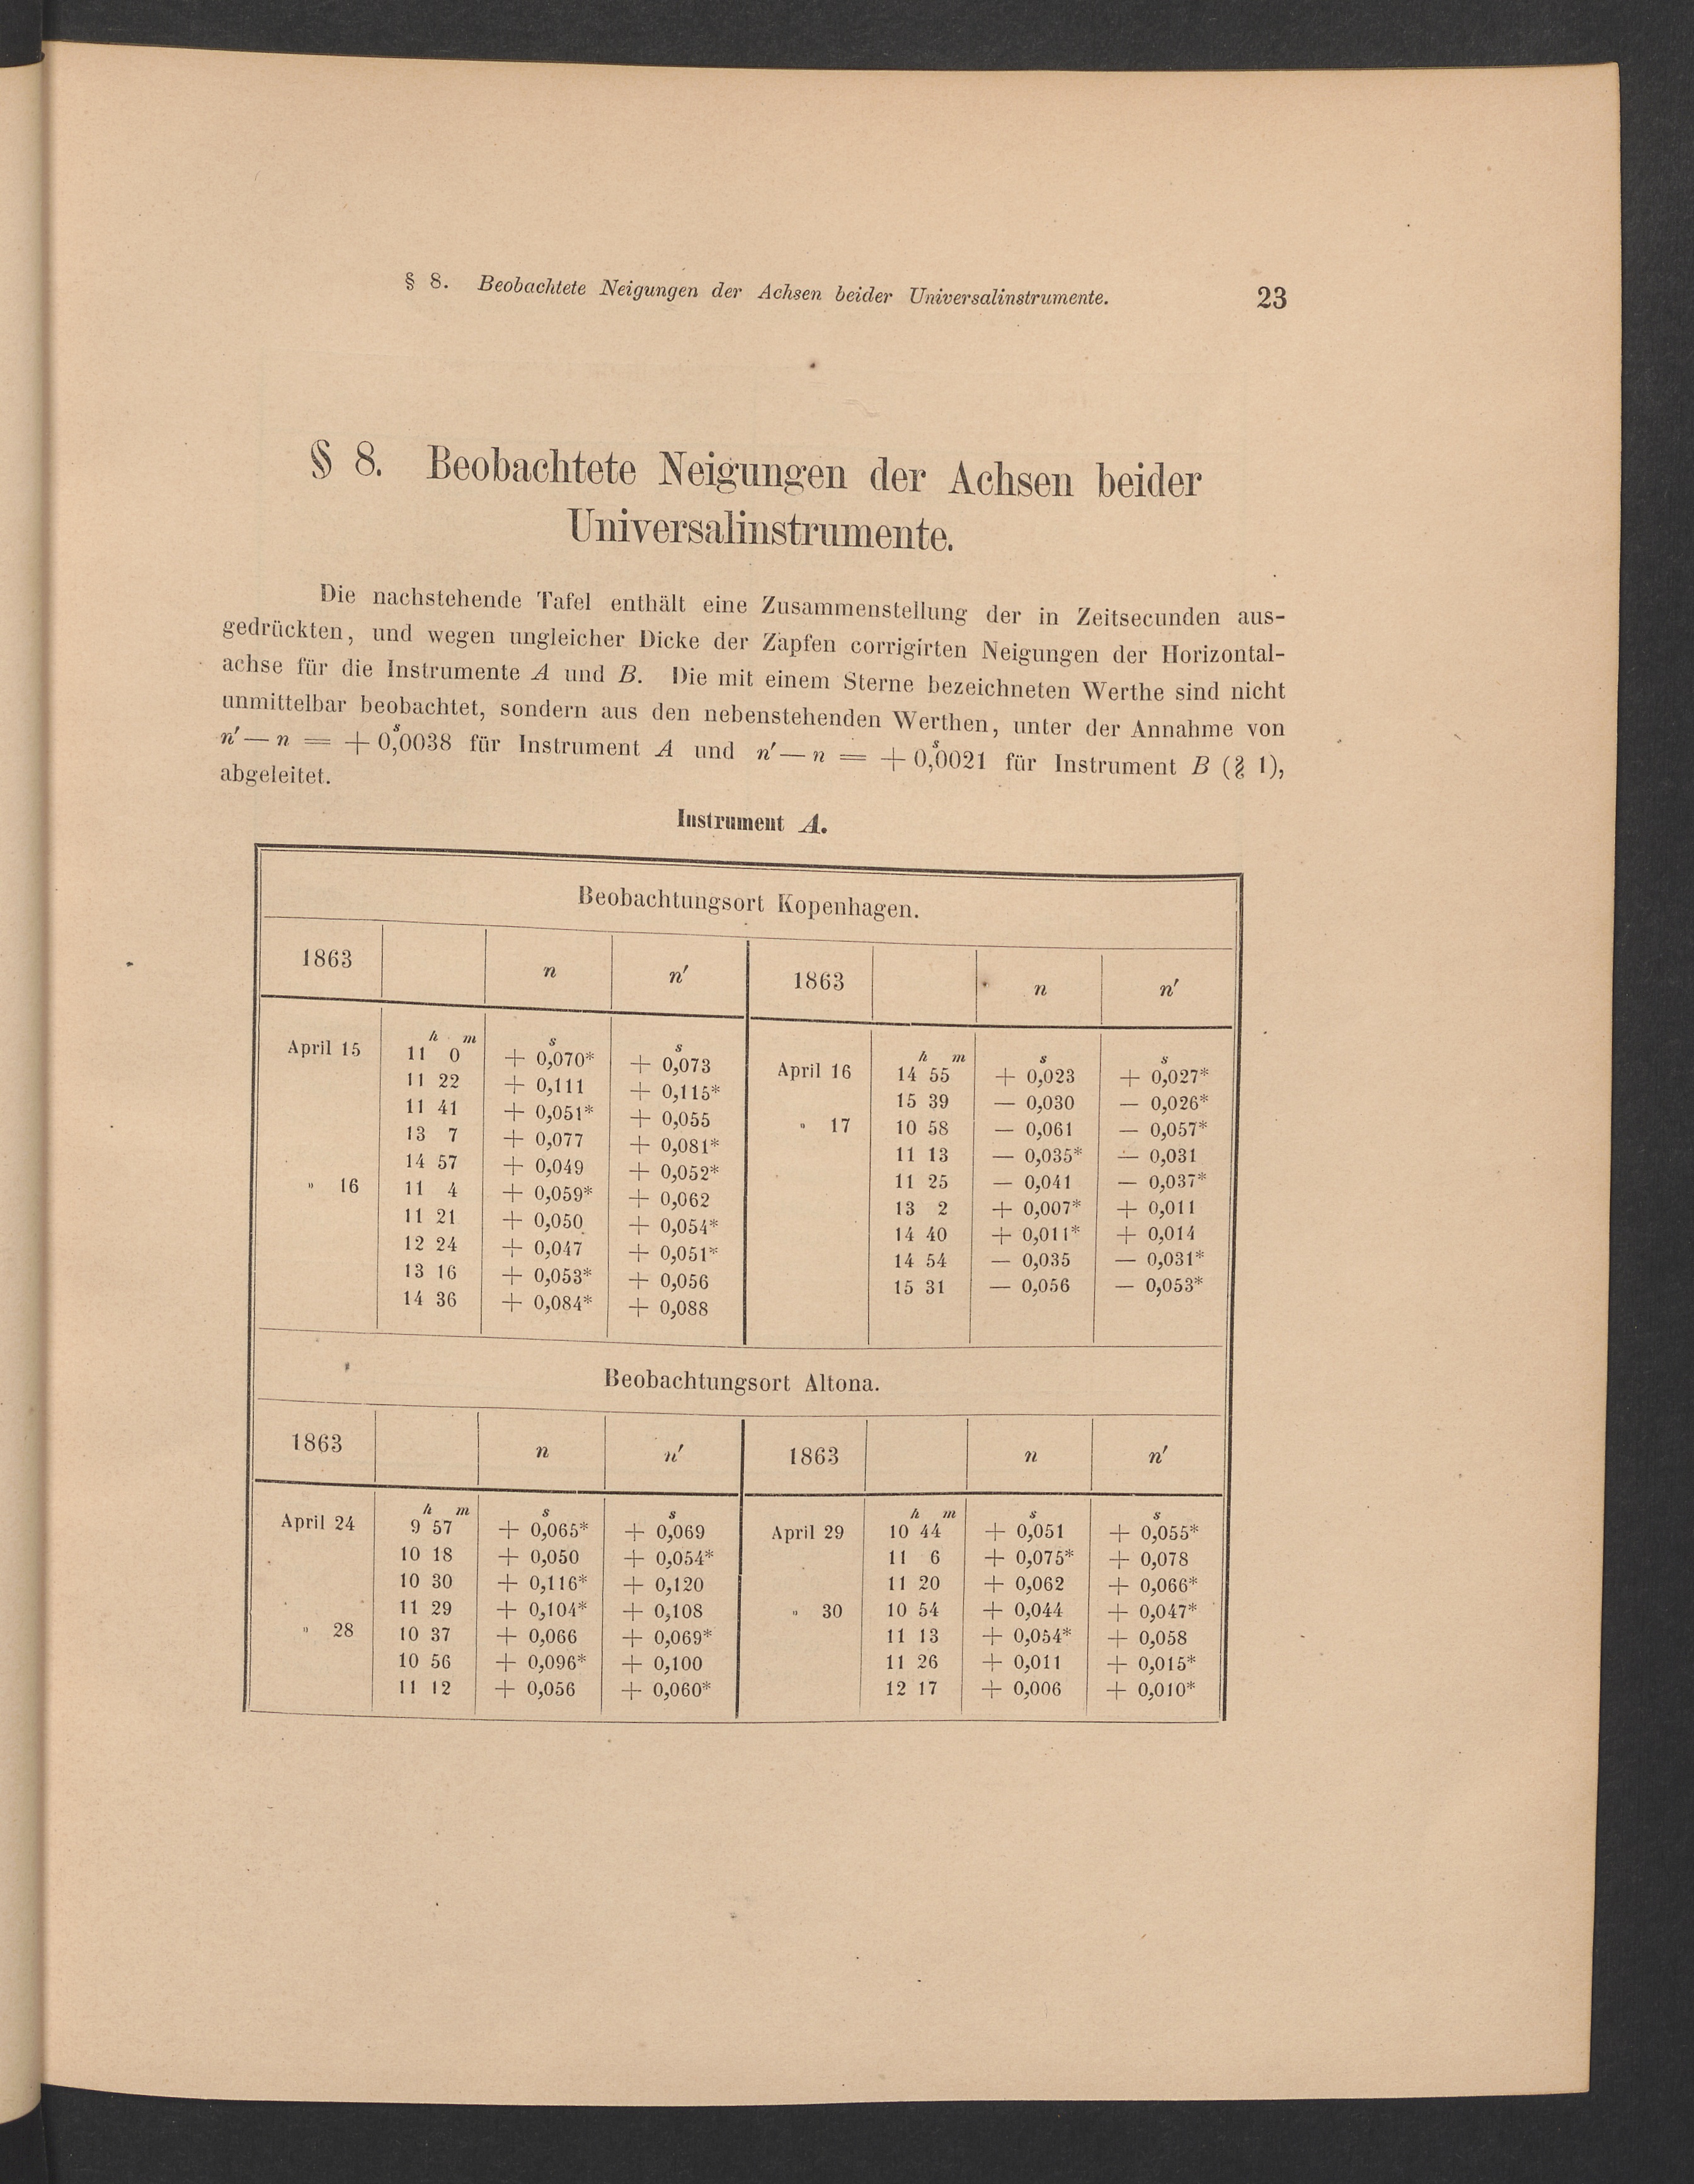 § 8. Beobachtete Neigungen der Achsen beider Universalinstrumente. 23
§ 8. Beobachtete Neigungen der Achsen beider
Universalinstrumente.
Die nachstehende Tafel enthält eine Zusammenstellung der in Zeitsecunden aus-
gedrückten, und wegen ungleicher Dicke der Zapfen corrigirten Neigungen der Horizontal-
achse für die Instrumente A und B. Die mit einem Sterne bezeichneten Werthe sind nicht
unmittelbar beobachtet, sondern aus den nebenstehenden Werthen, unter der Annahme von
n′ — n = + 0,ˢ0038 für Instrument A und n′ — n = + 0,ˢ0021 für Instrument B (§ 1),
abgeleitet.
Instrument A.
Beobachtungsort Kopenhagen.
1863 n n′ 1863 n n′
h m s s h m s s
April 15 11 0 + 0,070* + 0,073 April 16 14 55 + 0,023 + 0,027*
11 22 + 0,111 + 0,115* 15 39 — 0,030 — 0,026*
11 41 + 0,051* + 0,055 " 17 10 58 — 0,061 — 0,057*
13 7 + 0,077 + 0,081* 11 13 — 0,035* — 0,031
14 57 + 0,049 + 0,052* 11 25 — 0,041 — 0,037*
" 16 11 4 + 0,059* + 0,062 13 2 + 0,007* + 0,011
11 21 + 0,050 + 0,054* 14 40 + 0,011* + 0,014
12 24 + 0,047 + 0,051* 14 54 — 0,035 — 0,031*
13 16 + 0,053* + 0,056 15 31 — 0,056 — 0,053*
14 36 + 0,084* + 0,088
Beobachtungsort Altona.
1863 n n′ 1863 n n′
h m s s h m s s
April 24 9 57 + 0,065* + 0,069 April 29 10 44 + 0,051 + 0,055*
10 18 + 0,050 + 0,054* 11 6 + 0,075* + 0,078
10 30 + 0,116* + 0,120 11 20 + 0,062 + 0,066*
11 29 + 0,104* + 0,108 " 30 10 54 + 0,044 + 0,047*
" 28 10 37 + 0,066 + 0,069* 11 13 + 0,054* + 0,058
10 56 + 0,096* + 0,100 11 26 + 0,011 + 0,015*
11 12 + 0,056 + 0,060* 12 17 + 0,006 + 0,010*